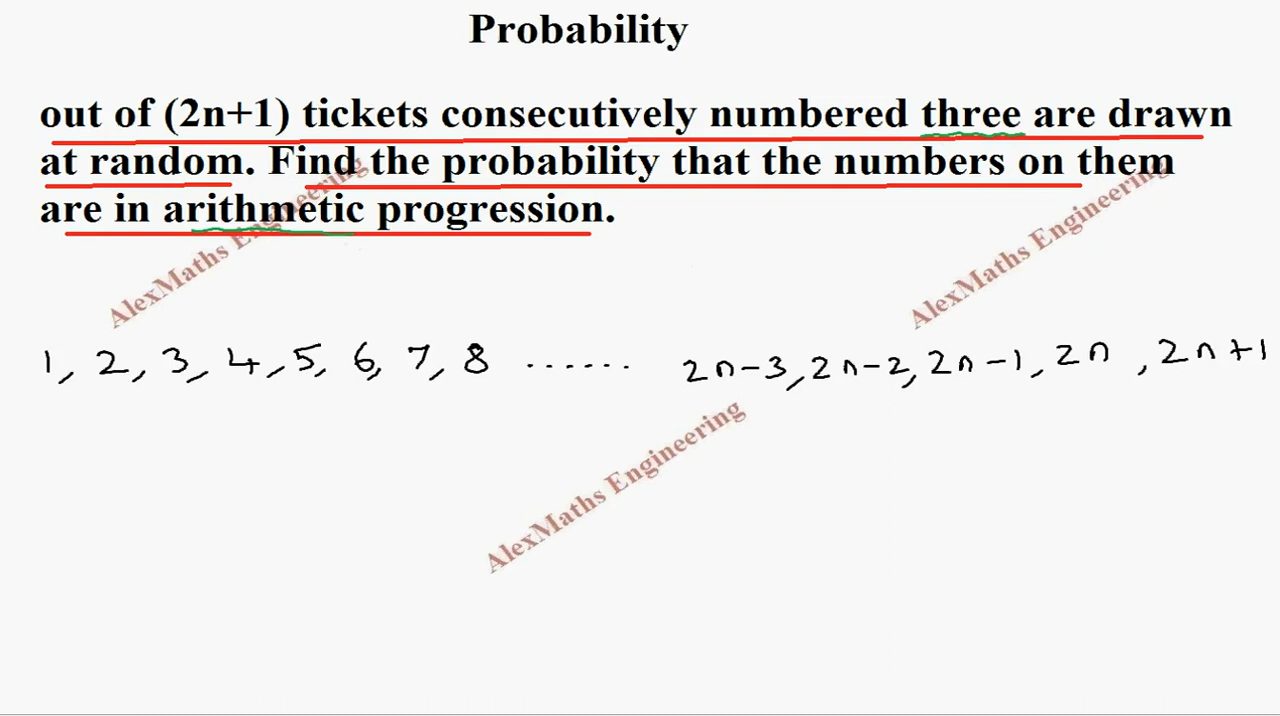 Probability
out of (2n+1) tickets consecutively numbered three are drawn
at random. Find the probability that the numbers on them
are in arithmetic progression.
AlexMaths Engineering
AlexMaths Engineering
1, 2, 3, 4, 5, 6, 7, 8 ...... 2n-3, 2n-2, 2n-1, 2n , 2n+1
AlexMaths Engineering